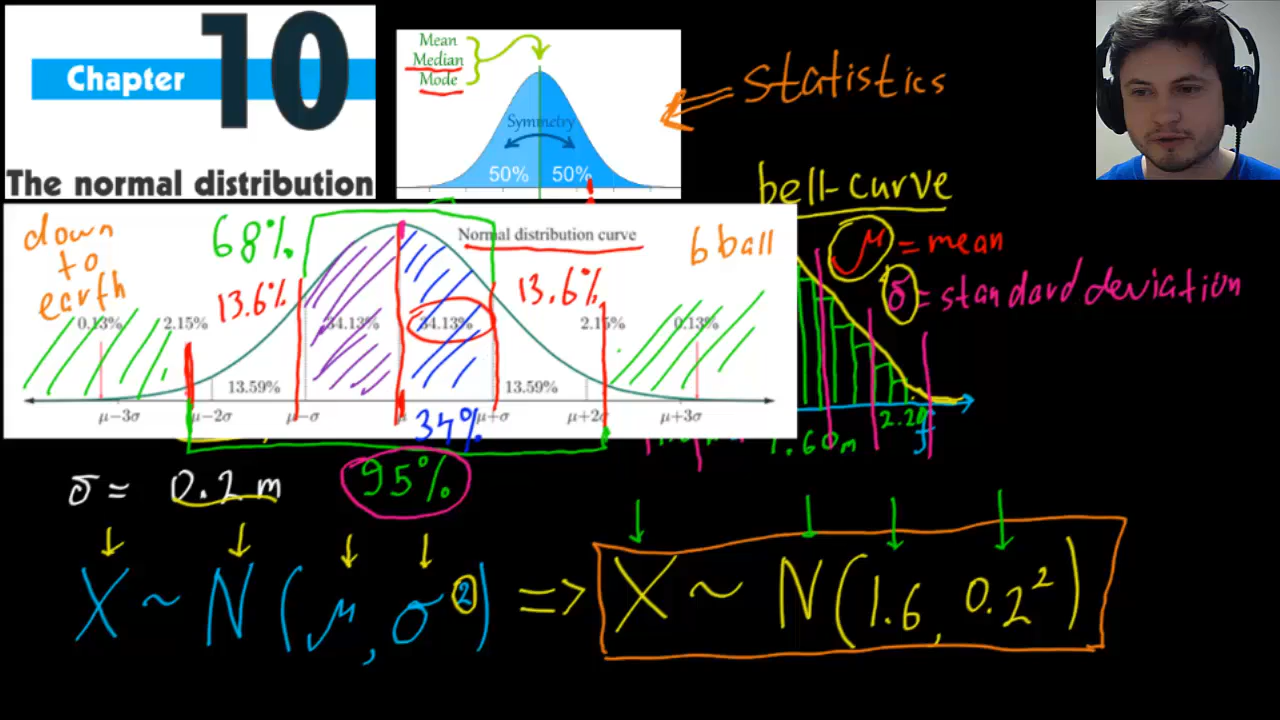 Chapter 10
The normal distribution
Mean
Median
Mode
Symmetry
50% 50%
Statistics
bell-curve
μ = mean
σ = standard deviation
down
to
earth
68%
Normal distribution curve
6 ball
13.6%
13.6%
0.13% 2.15% 34.13% 34.13% 2.15% 0.13%
13.59% 13.59%
μ−3σ μ−2σ μ−σ μ μ+σ μ+2σ μ+3σ
34%
1.60m 2.2
σ = 0.2 m
95%
X ~ N(μ, σ²) => X ~ N(1.6, 0.2²)